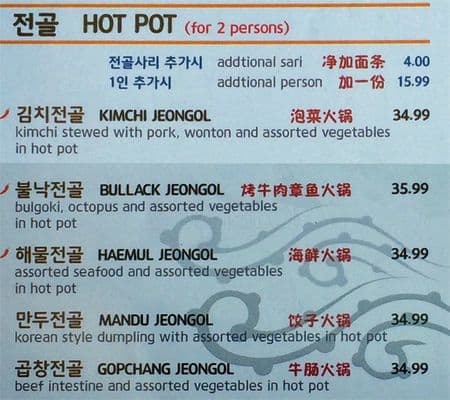 전골 HOT POT (for 2 persons)
전골사리 추가시 addtional sari 净加面条 4.00
1인 추가시 addtional person 加一份 15.99
김치전골 KIMCHI JEONGOL 泡菜火锅 34.99
kimchi stewed with pork, wonton and assorted vegetables
in hot pot
불낙전골 BULLACK JEONGOL 烤牛肉章鱼火锅 35.99
bulgoki, octopus and assorted vegetables
in hot pot
해물전골 HAEMUL JEONGOL 海鲜火锅 34.99
assorted seafood and assorted vegetables
in hot pot
만두전골 MANDU JEONGOL 饺子火锅 34.99
korean style dumpling with assorted vegetables in hot pot
곱창전골 GOPCHANG JEONGOL 牛肠火锅 34.99
beef intestine and assorted vegetables in hot pot